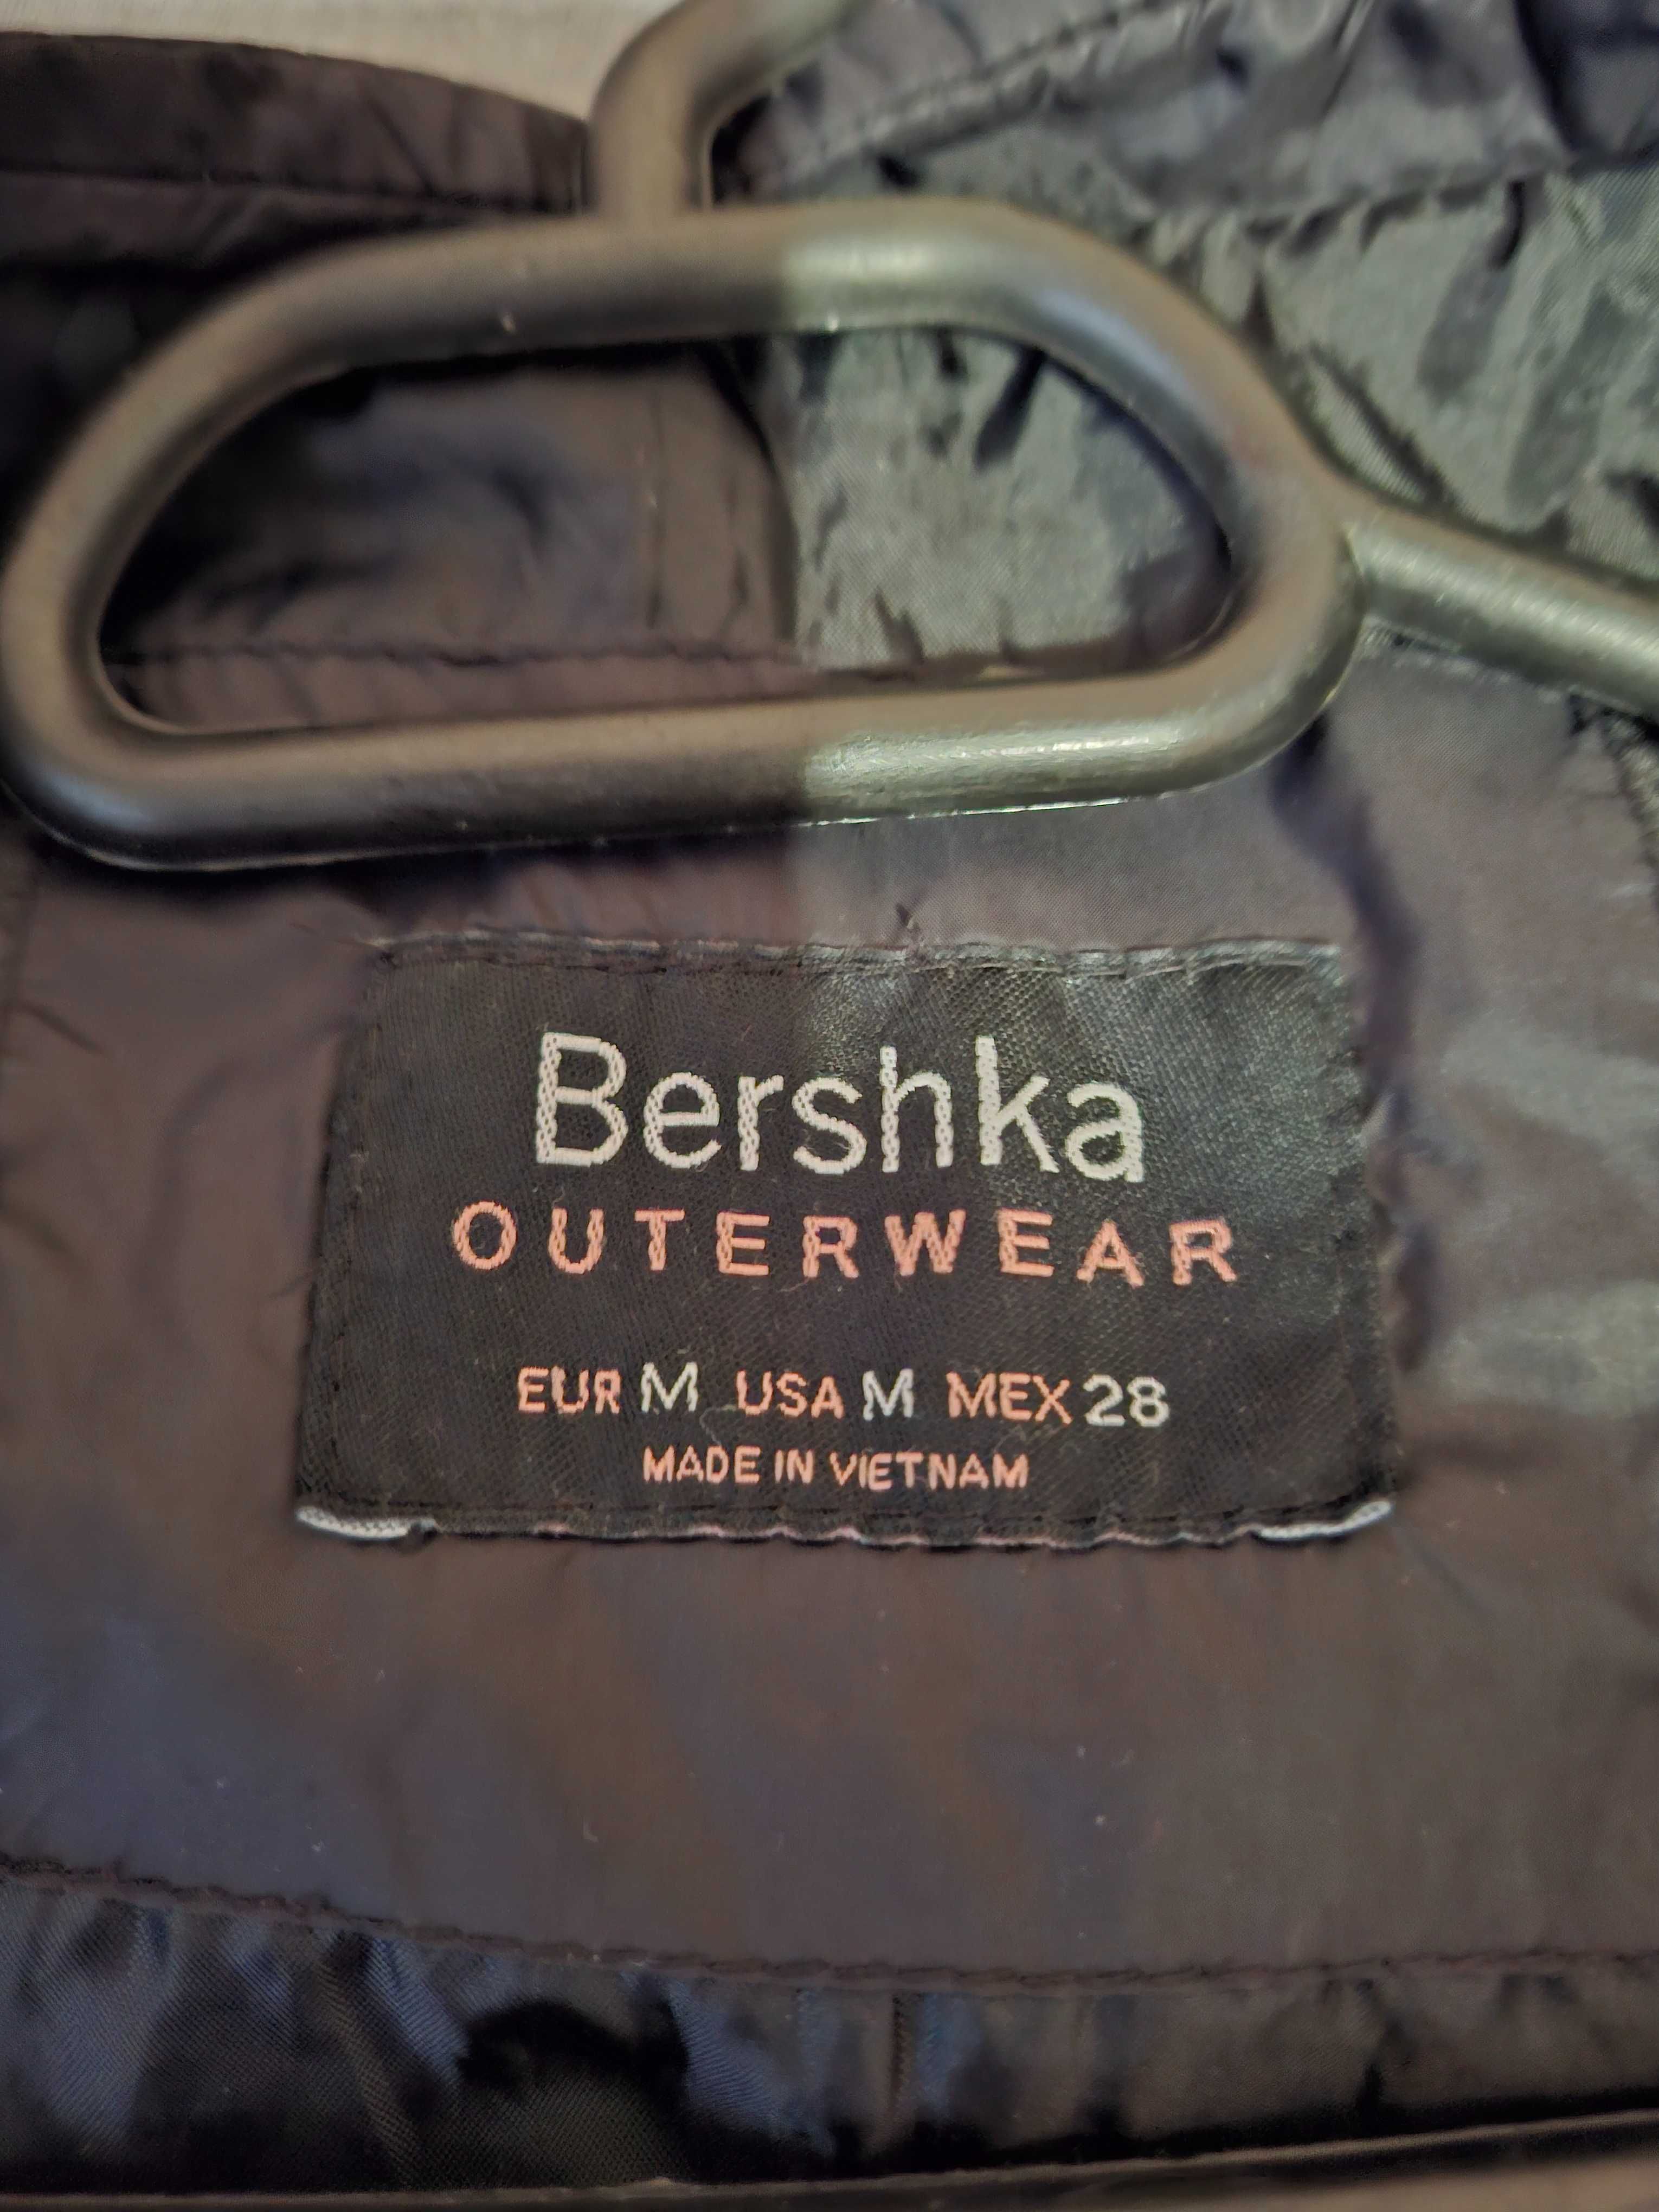 Bershka
OUTERWEAR
EUR M USA M MEX 28
MADE IN VIETNAM